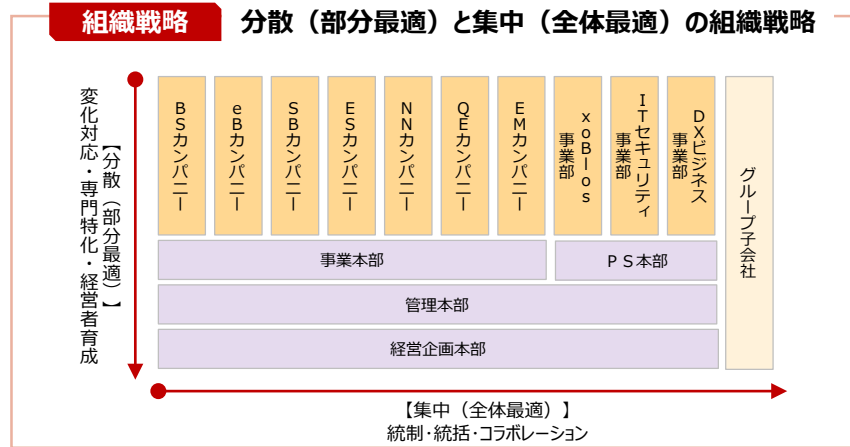 組織戦略 分散（部分最適）と集中（全体最適）の組織戦略
【分散（部分最適）】
変化対応・専門特化・経営者育成
BSカンパニー
eBカンパニー
SBカンパニー
ESカンパニー
NNカンパニー
QEカンパニー
EMカンパニー
xoBlos
事業部
ITセキュリティ
事業部
DXビジネス
事業部
グループ子会社
事業本部
ＰＳ本部
管理本部
経営企画本部
【集中（全体最適）】
統制・統括・コラボレーション